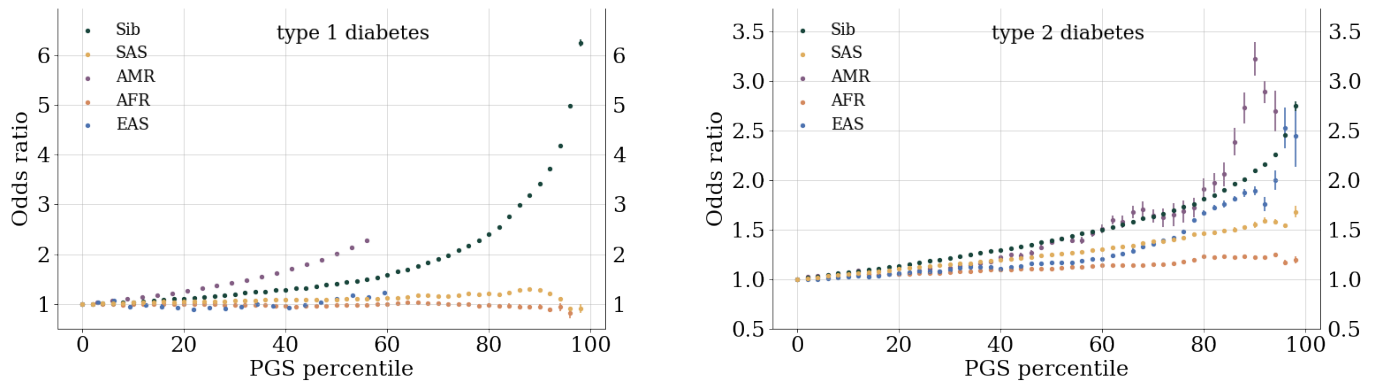 type 1 diabetes
Sib
SAS
AMR
AFR
EAS
Odds ratio
6
5
4
3
2
1
6
5
4
3
2
1
0
20
40
60
80
100
PGS percentile
type 2 diabetes
Sib
SAS
AMR
AFR
EAS
Odds ratio
3.5
3.0
2.5
2.0
1.5
1.0
0.5
3.5
3.0
2.5
2.0
1.5
1.0
0.5
0
20
40
60
80
100
PGS percentile